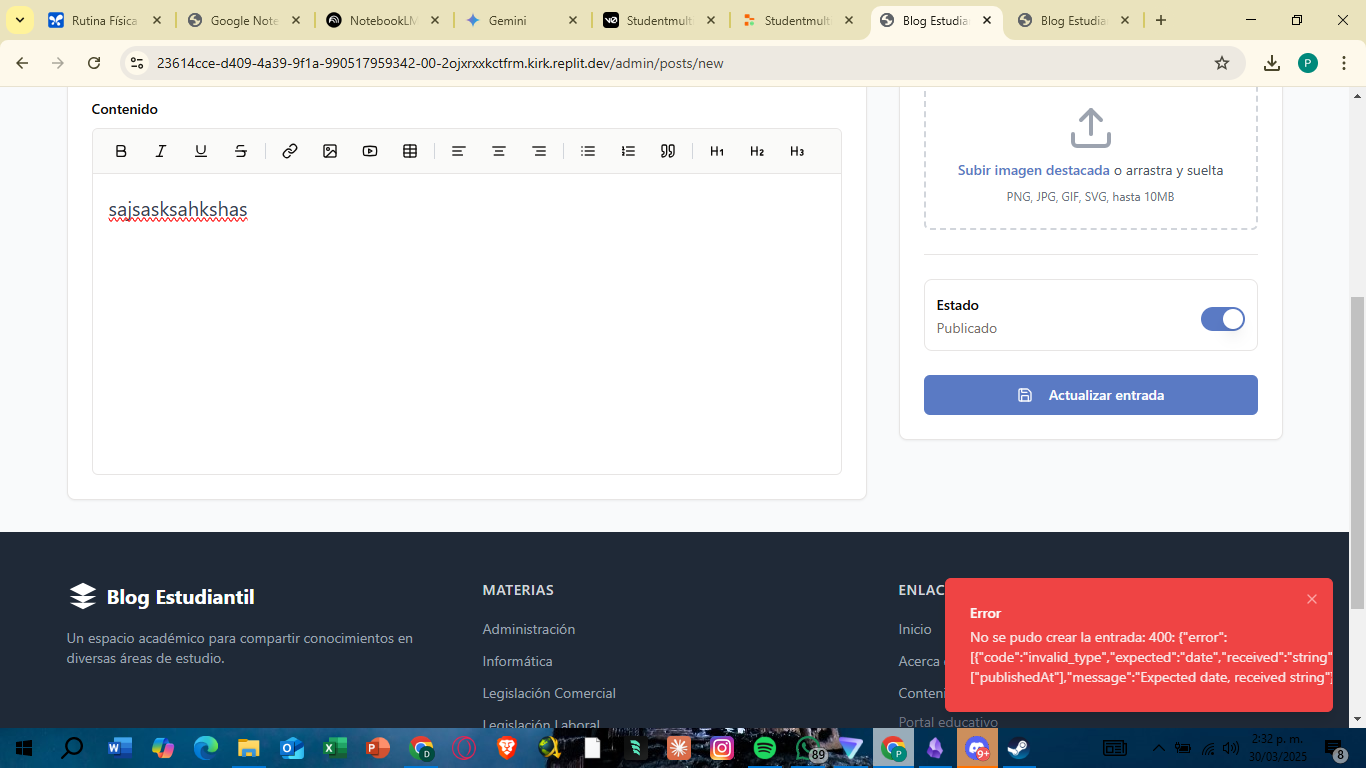 Rutina Física
Google Note
NotebookLM
Gemini
Studentmult
Studentmult
Blog Estudia
Blog Estudia
23614cce-d409-4a39-9f1a-990517959342-00-2ojxrxxkctfrm.kirk.replit.dev/admin/posts/new
P
Contenido
B I U S H1 H2 H3
sajsasksahkshas
Subir imagen destacada o arrastra y suelta
PNG, JPG, GIF, SVG, hasta 10MB
Estado
Publicado
Actualizar entrada
Blog Estudiantil
Un espacio académico para compartir conocimientos en
diversas áreas de estudio.
MATERIAS
Administración
Informática
Legislación Comercial
Legislación Laboral
ENLAC
Inicio
Acerca
Conteni
Portal educativo
Error
No se pudo crear la entrada: 400: {"error":
[{"code":"invalid_type","expected":"date","received":"string"
["publishedAt"],"message":"Expected date, received string"}
89
9+
2:32 p. m.
30/03/2025
8